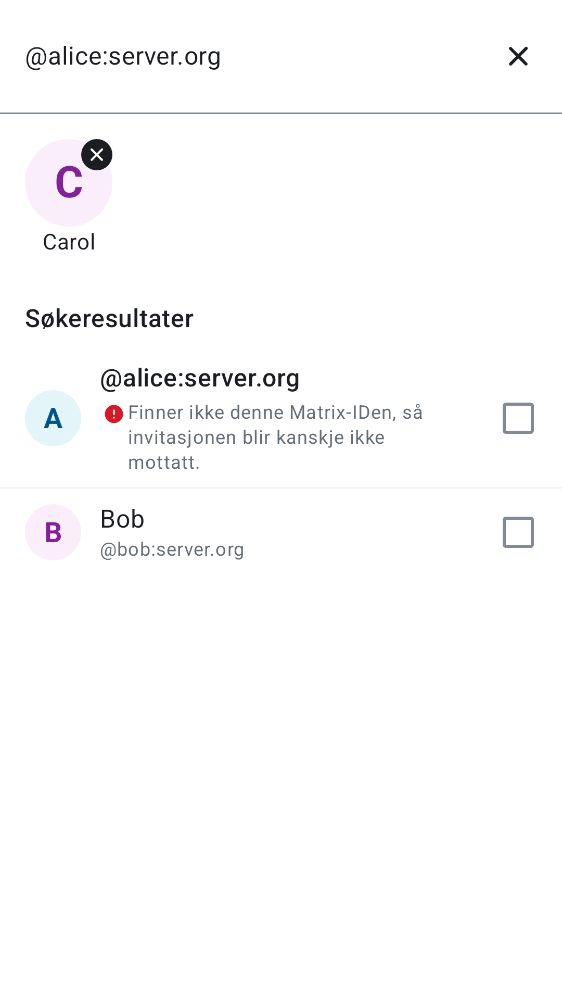 @alice:server.org
C
Carol
Søkeresultater
@alice:server.org
A
Finner ikke denne Matrix-IDen, så
invitasjonen blir kanskje ikke
mottatt.
Bob
B
@bob:server.org